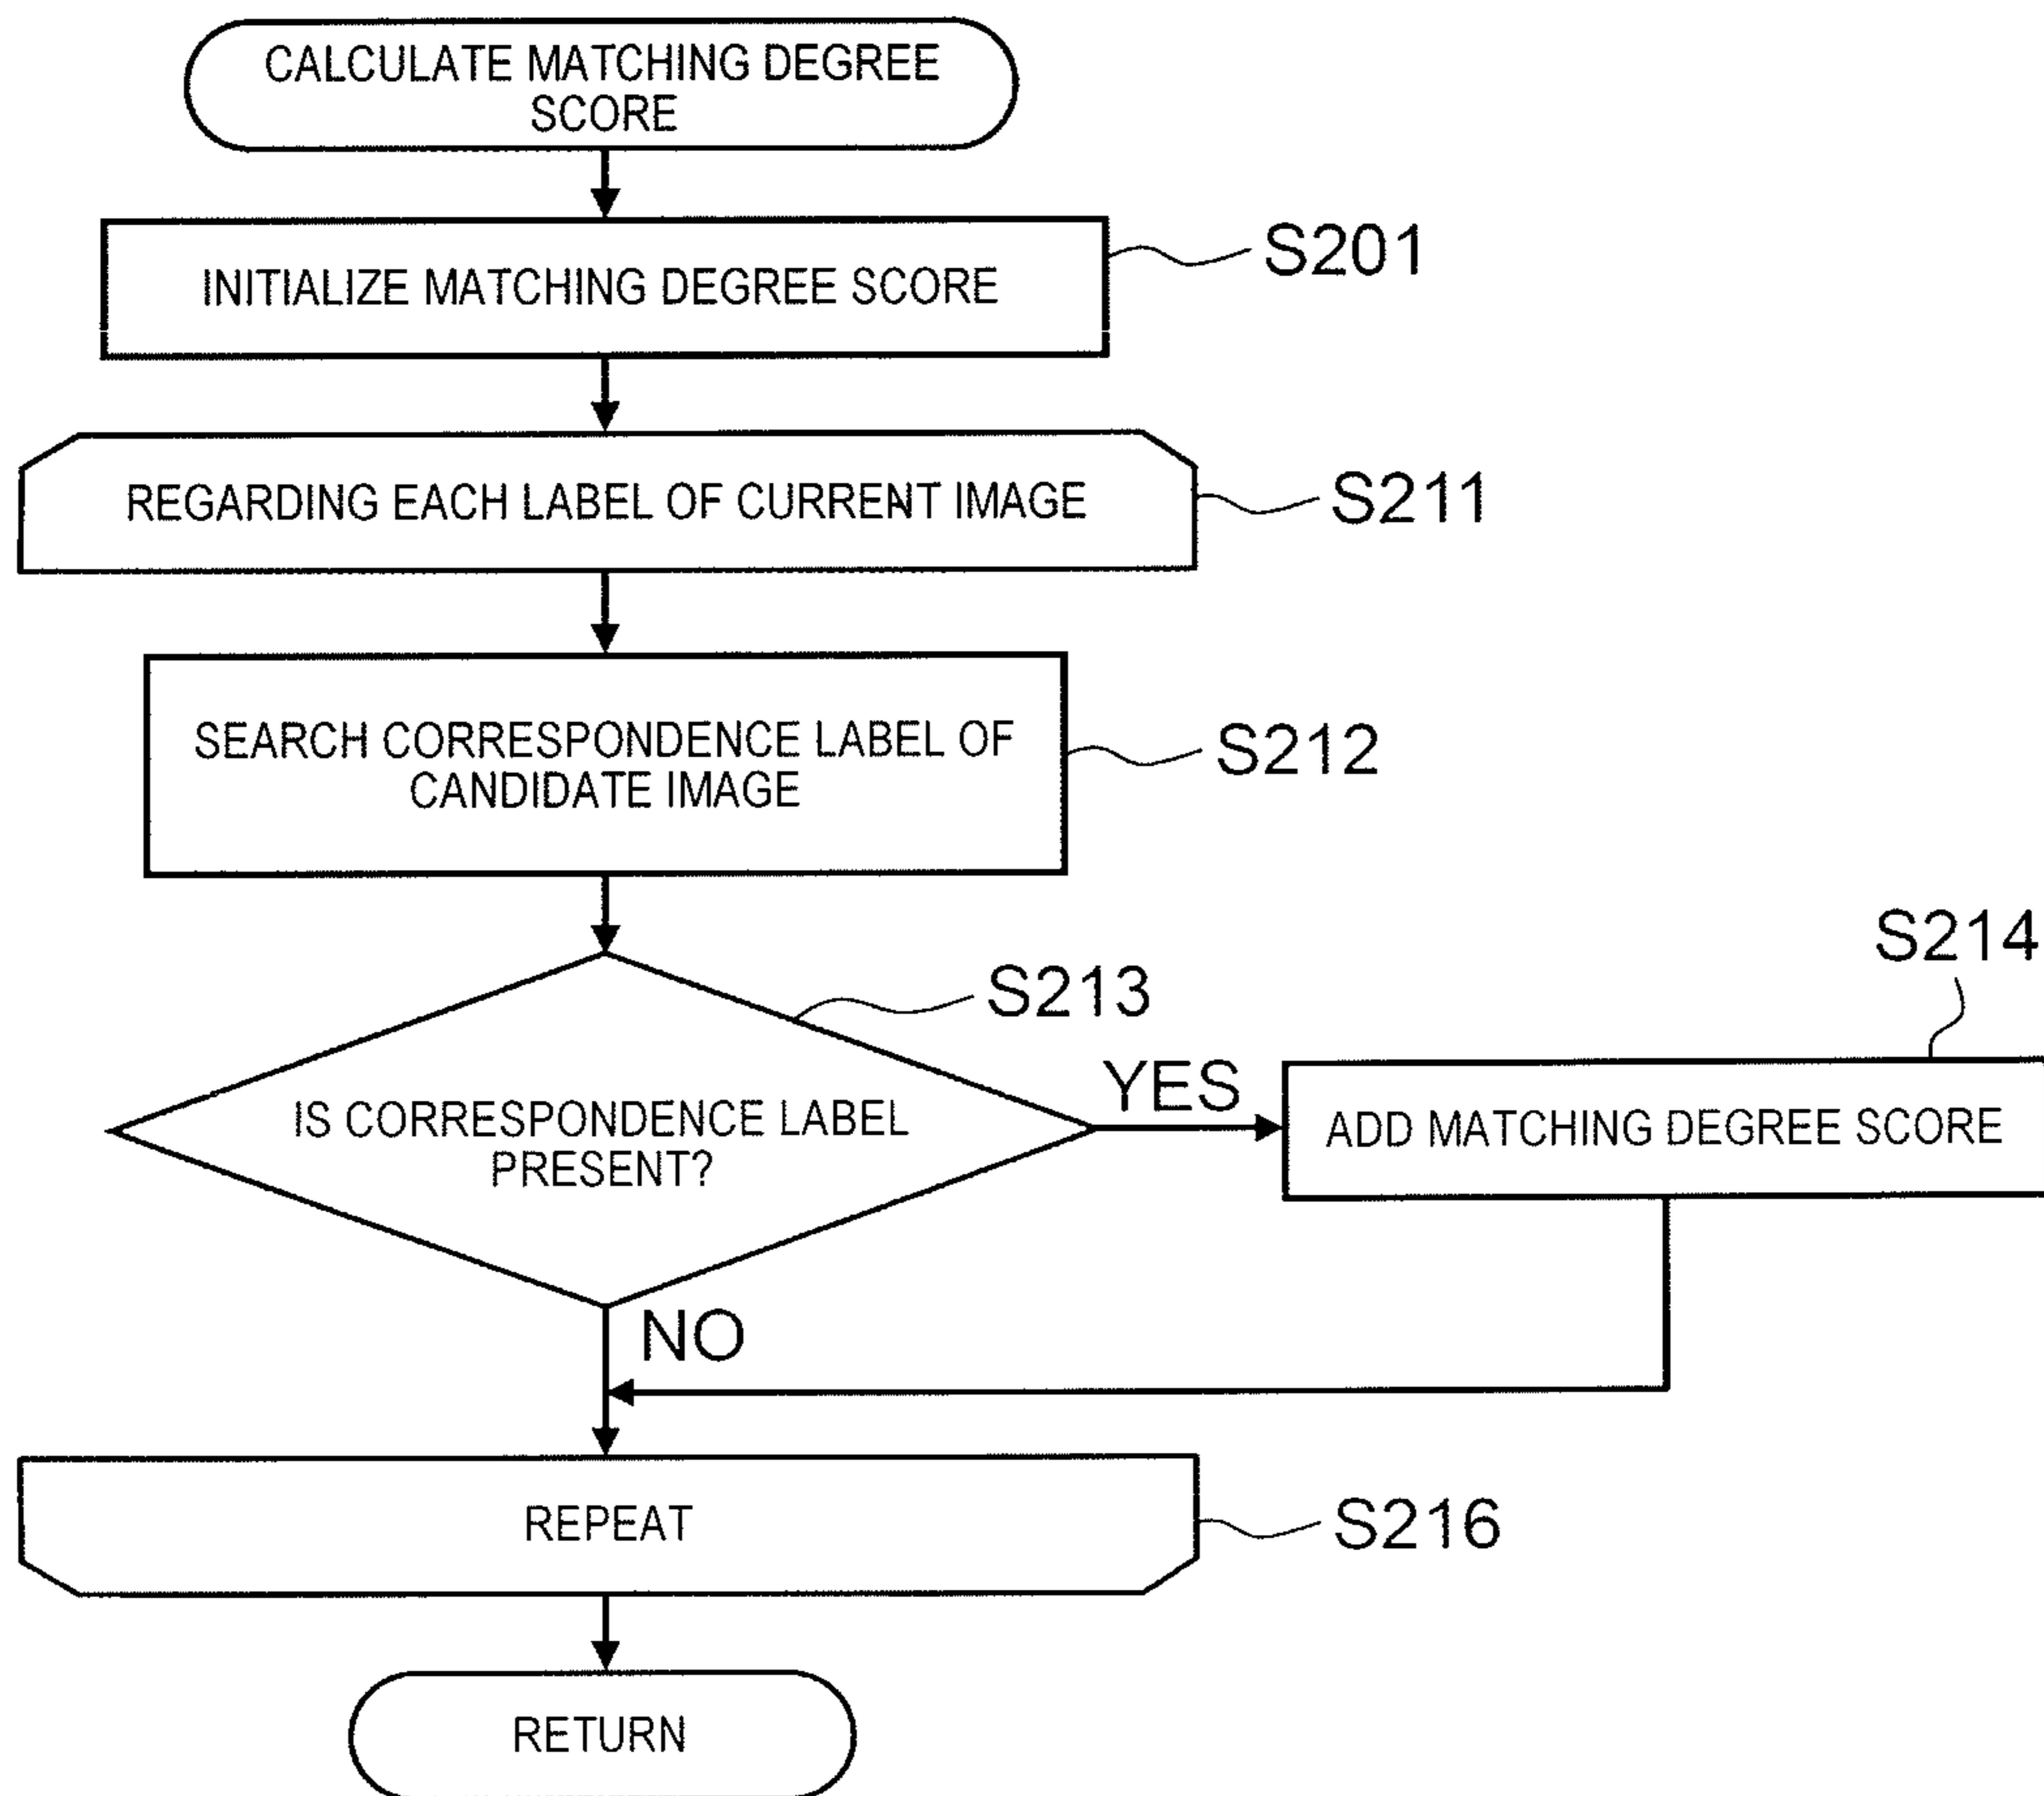 CALCULATE MATCHING DEGREE
SCORE
INITIALIZE MATCHING DEGREE SCORE
S201
REGARDING EACH LABEL OF CURRENT IMAGE
S211
SEARCH CORRESPONDENCE LABEL OF
CANDIDATE IMAGE
S212
S213
IS CORRESPONDENCE LABEL
PRESENT?
YES
S214
ADD MATCHING DEGREE SCORE
NO
REPEAT
S216
RETURN